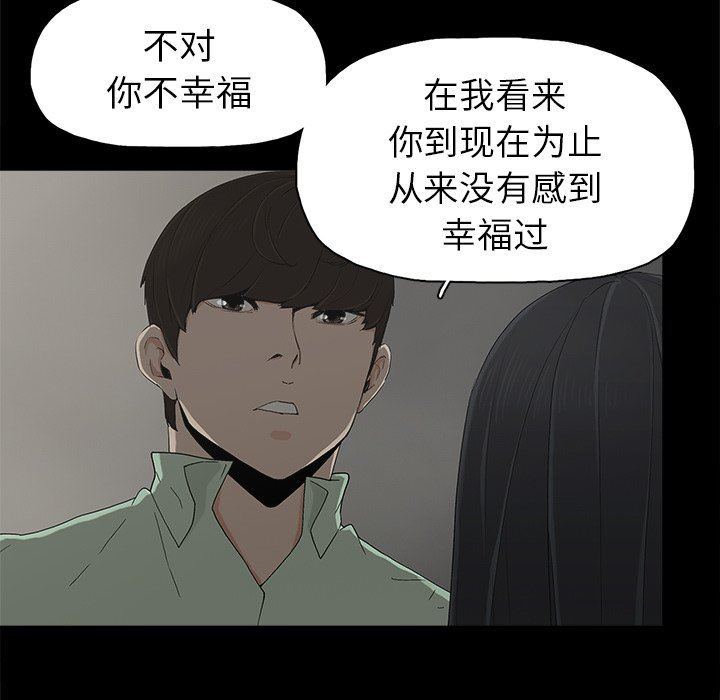 不对
你不幸福
在我看来
你到现在为止
从来没有感到
幸福过